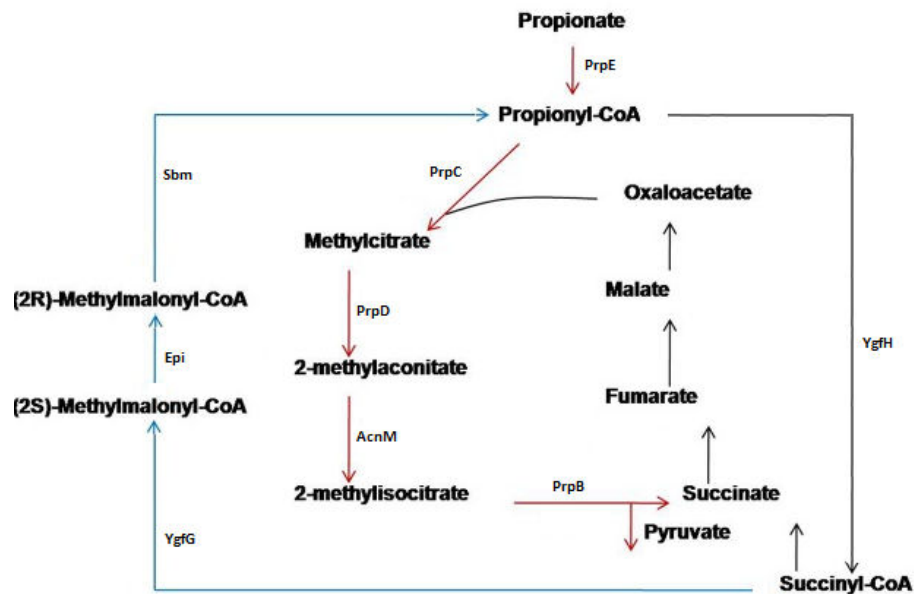 Propionate
PrpE
Propionyl-CoA
Sbm
PrpC
Oxaloacetate
Methylcitrate
(2R)-Methylmalonyl-CoA
Malate
PrpD
YgfH
Epi
2-methylaconitate
(2S)-Methylmalonyl-CoA
Fumarate
AcnM
2-methylisocitrate
PrpB
Succinate
YgfG
Pyruvate
Succinyl-CoA